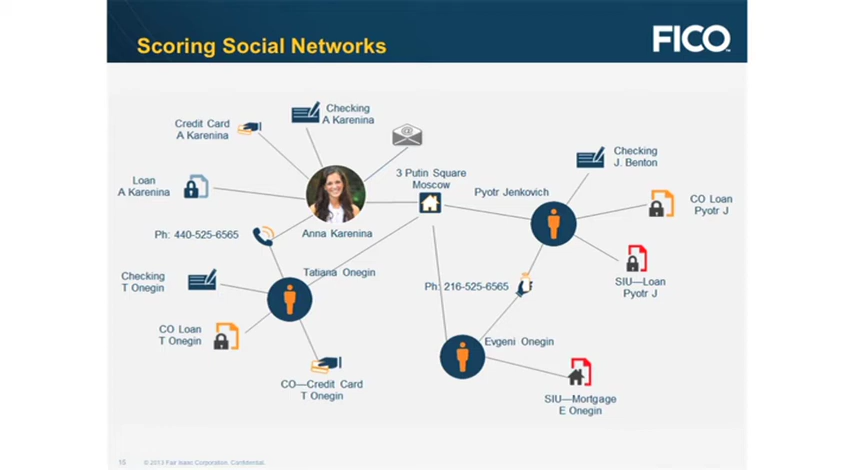 Scoring Social Networks
FICO
Checking
A Karenina
Credit Card
A Karenina
@
3 Putin Square
Moscow
Pyotr Jenkovich
Checking
J. Benton
Loan
A Karenina
CO Loan
Pyotr J
Ph: 440-525-6565
Anna Karenina
Checking
T Onegin
Tatiana Onegin
Ph: 216-525-6565
SIU—Loan
Pyotr J
CO Loan
T Onegin
Evgeni Onegin
CO—Credit Card
T Onegin
SIU—Mortgage
E Onegin
15 © 2013 Fair Isaac Corporation. Confidential.